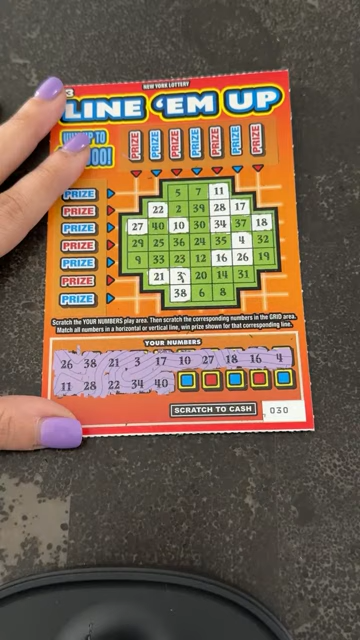 $3
NEW YORK LOTTERY
LINE 'EM UP
WIN UP TO
PRIZE PRIZE PRIZE PRIZE PRIZE PRIZE PRIZE
PRIZE 5 7 11
PRIZE 22 2 39 28 17
PRIZE 27 40 10 30 34 37 18
PRIZE 29 25 36 24 35 4 32
PRIZE 9 33 23 12 16 26 19
PRIZE 21 3 20 14 31
PRIZE 38 6 8
Scratch the YOUR NUMBERS play area. Then scratch the corresponding numbers in the GRID area.
Match all numbers in a horizontal or vertical line, win prize shown for that corresponding line.
YOUR NUMBERS
26 38 21 3 17 10 27 18 16 4
11 28 22 34 40
SCRATCH TO CASH 030